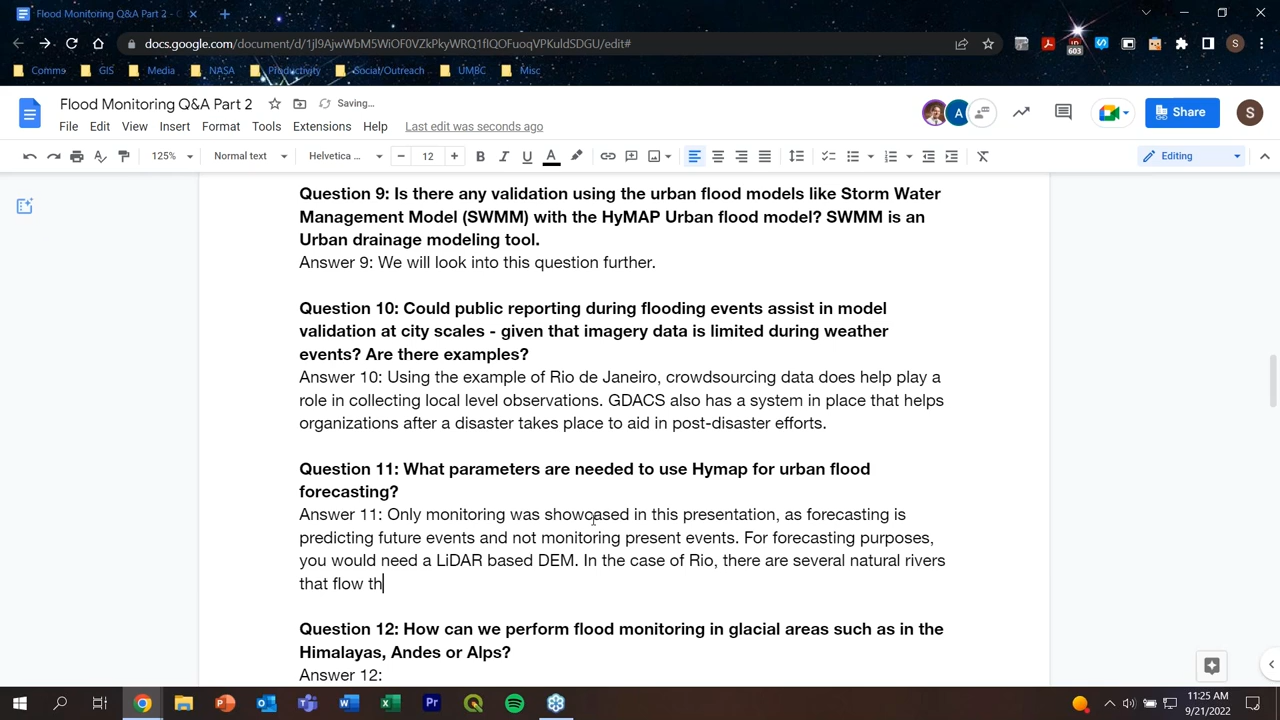 Flood Monitoring Q&A Part 2 - G
docs.google.com/document/d/1jl9AjwWbM5WiOF0VZkPkyWRQ1fIQOFuoqVPKuldSDGU/edit#
603
S
Comms GIS Media NASA Productivity Social/Outreach UMBC Misc
Flood Monitoring Q&A Part 2
Saving...
A
Share
S
File Edit View Insert Format Tools Extensions Help Last edit was seconds ago
125% Normal text Helvetica ... 12 B I U A Editing
Question 9: Is there any validation using the urban flood models like Storm Water
Management Model (SWMM) with the HyMAP Urban flood model? SWMM is an
Urban drainage modeling tool.
Answer 9: We will look into this question further.
Question 10: Could public reporting during flooding events assist in model
validation at city scales - given that imagery data is limited during weather
events? Are there examples?
Answer 10: Using the example of Rio de Janeiro, crowdsourcing data does help play a
role in collecting local level observations. GDACS also has a system in place that helps
organizations after a disaster takes place to aid in post-disaster efforts.
Question 11: What parameters are needed to use Hymap for urban flood
forecasting?
Answer 11: Only monitoring was showcased in this presentation, as forecasting is
predicting future events and not monitoring present events. For forecasting purposes,
you would need a LiDAR based DEM. In the case of Rio, there are several natural rivers
that flow th
Question 12: How can we perform flood monitoring in glacial areas such as in the
Himalayas, Andes or Alps?
Answer 12:
11:25 AM
9/21/2022